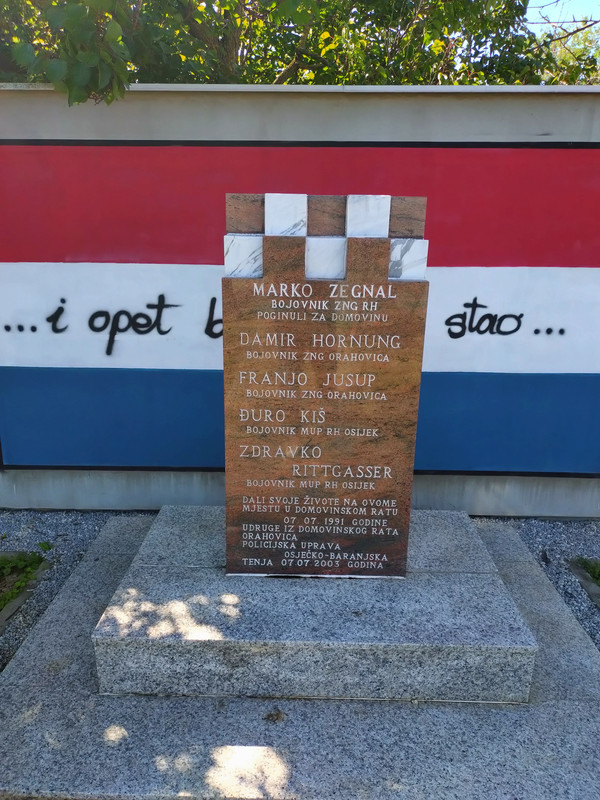 ...i opet b stao...
MARKO ZEGNAL
BOJOVNIK ZNG RH
POGINULI ZA DOMOVINU
DAMIR HORNUNG
BOJOVNIK ZNG ORAHOVICA
FRANJO JUSUP
BOJOVNIK ZNG ORAHOVICA
ĐURO KIŠ
BOJOVNIK MUP RH OSIJEK
ZDRAVKO
RITTGASSER
BOJOVNIK MUP RH OSIJEK
DALI SVOJE ŽIVOTE NA OVOME
MJESTU U DOMOVINSKOM RATU
07.07.1991 GODINE
UDRUGE IZ DOMOVINSKOG RATA
ORAHOVICA
POLICIJSKA UPRAVA
OSJEČKO-BARANJSKA
TENJA 07.07.2003 GODINA